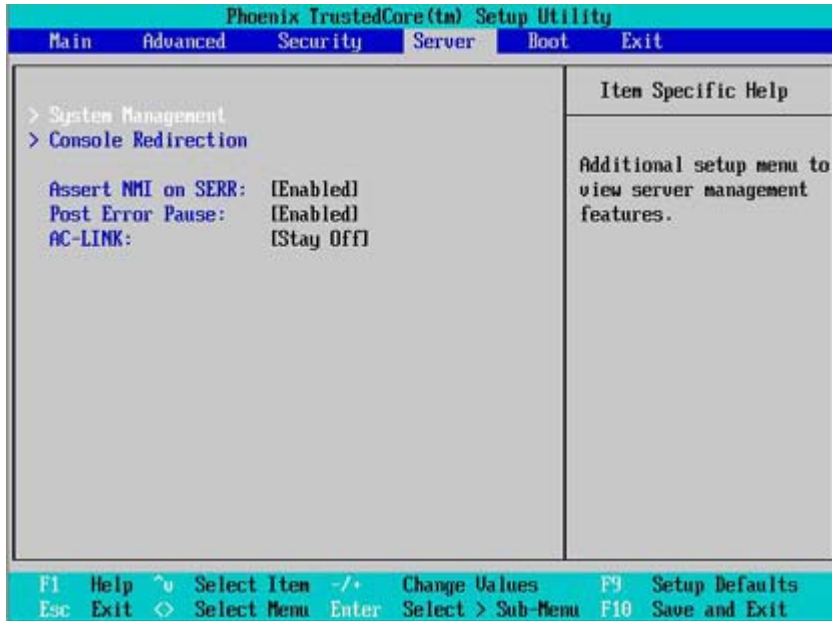 Phoenix TrustedCore(tm) Setup Utility
Main Advanced Security Server Boot Exit
> System Management
> Console Redirection
Assert NMI on SERR: [Enabled]
Post Error Pause: [Enabled]
AC-LINK: [Stay Off]
Item Specific Help
Additional setup menu to
view server management
features.
F1 Help ^v Select Item -/+ Change Values F9 Setup Defaults
Esc Exit <> Select Menu Enter Select > Sub-Menu F10 Save and Exit